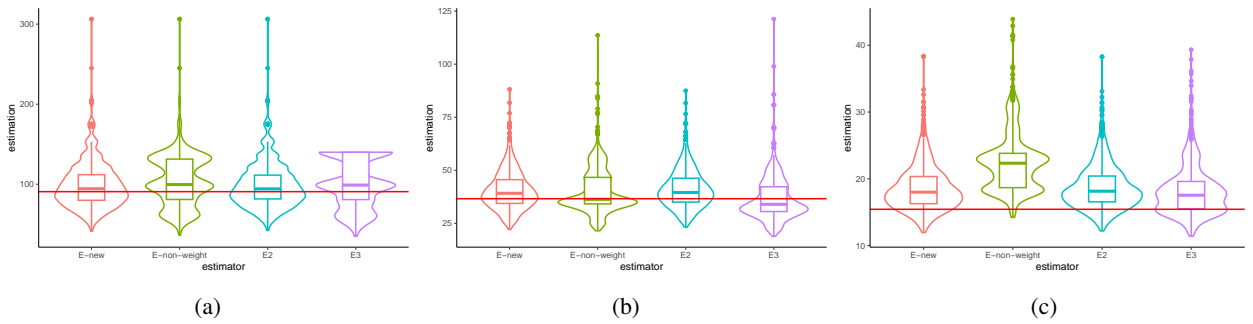 300
200
100
estimation
E−new
E−non−weight
E2
E3
estimator
(a)
125
100
75
50
25
estimation
E−new
E−non−weight
E2
E3
estimator
(b)
40
30
20
10
estimation
E−new
E−non−weight
E2
E3
estimator
(c)